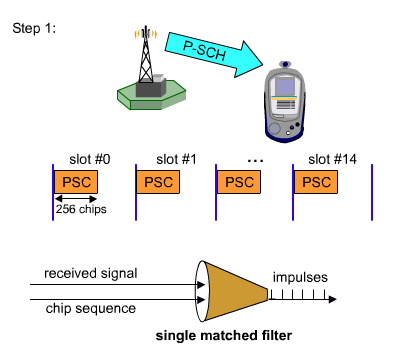 Step 1:
P-SCH
slot #0 slot #1 ... slot #14
PSC PSC PSC PSC
256 chips
received signal
impulses
chip sequence
single matched filter